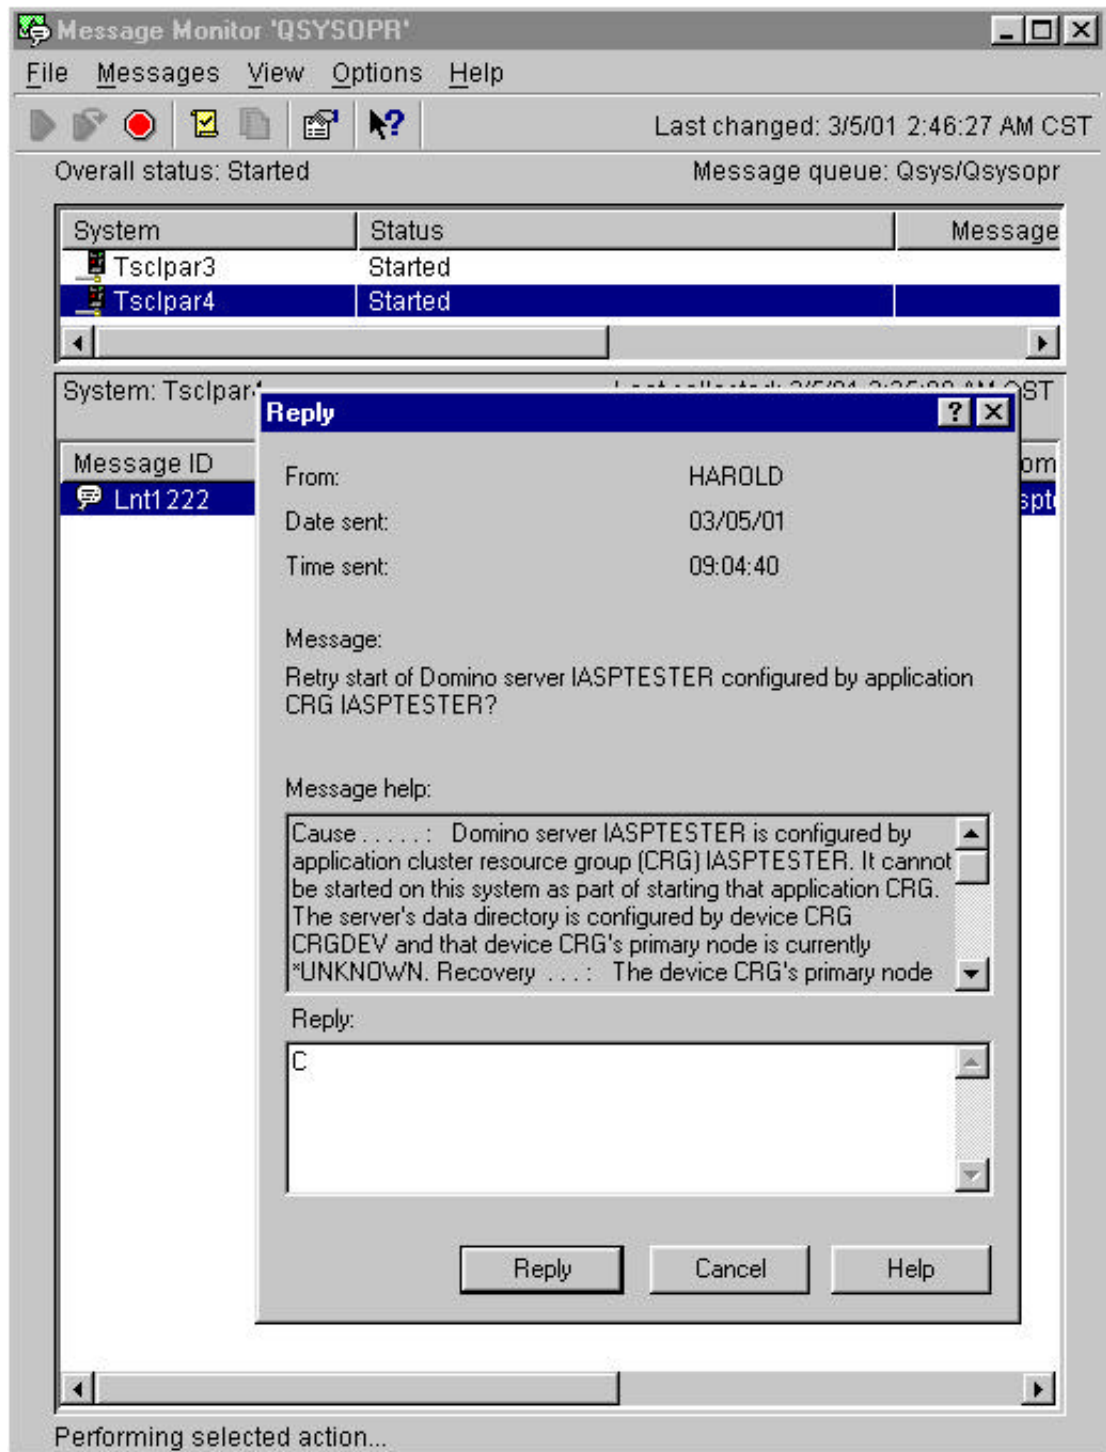 Message Monitor 'QSYSOPR'
File Messages View Options Help
Last changed: 3/5/01 2:46:27 AM CST
Overall status: Started Message queue: Qsys/Qsysopr
System Status Message
Tsclpar3 Started
Tsclpar4 Started
System: Tsclpar
ST
Reply
Message ID
Lnt1222
From: HAROLD
Date sent: 03/05/01
Time sent: 09:04:40
Message:
Retry start of Domino server IASPTESTER configured by application
CRG IASPTESTER?
Message help:
Cause . . . . . : Domino server IASPTESTER is configured by
application cluster resource group (CRG) IASPTESTER. It cannot
be started on this system as part of starting that application CRG.
The server's data directory is configured by device CRG
CRGDEV and that device CRG's primary node is currently
*UNKNOWN. Recovery . . . : The device CRG's primary node
Reply:
C
Reply Cancel Help
Performing selected action...